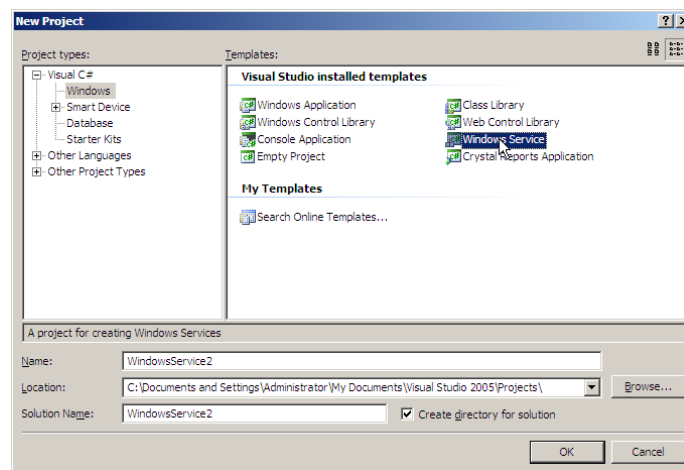 New Project
Project types:
Templates:
Visual C#
Windows
Smart Device
Database
Starter Kits
Other Languages
Other Project Types
Visual Studio installed templates
Windows Application
Class Library
Windows Control Library
Web Control Library
Console Application
Windows Service
Empty Project
Crystal Reports Application
My Templates
Search Online Templates...
A project for creating Windows Services
Name:
WindowsService2
Location:
C:\Documents and Settings\Administrator\My Documents\Visual Studio 2005\Projects\
Browse...
Solution Name:
WindowsService2
Create directory for solution
OK
Cancel